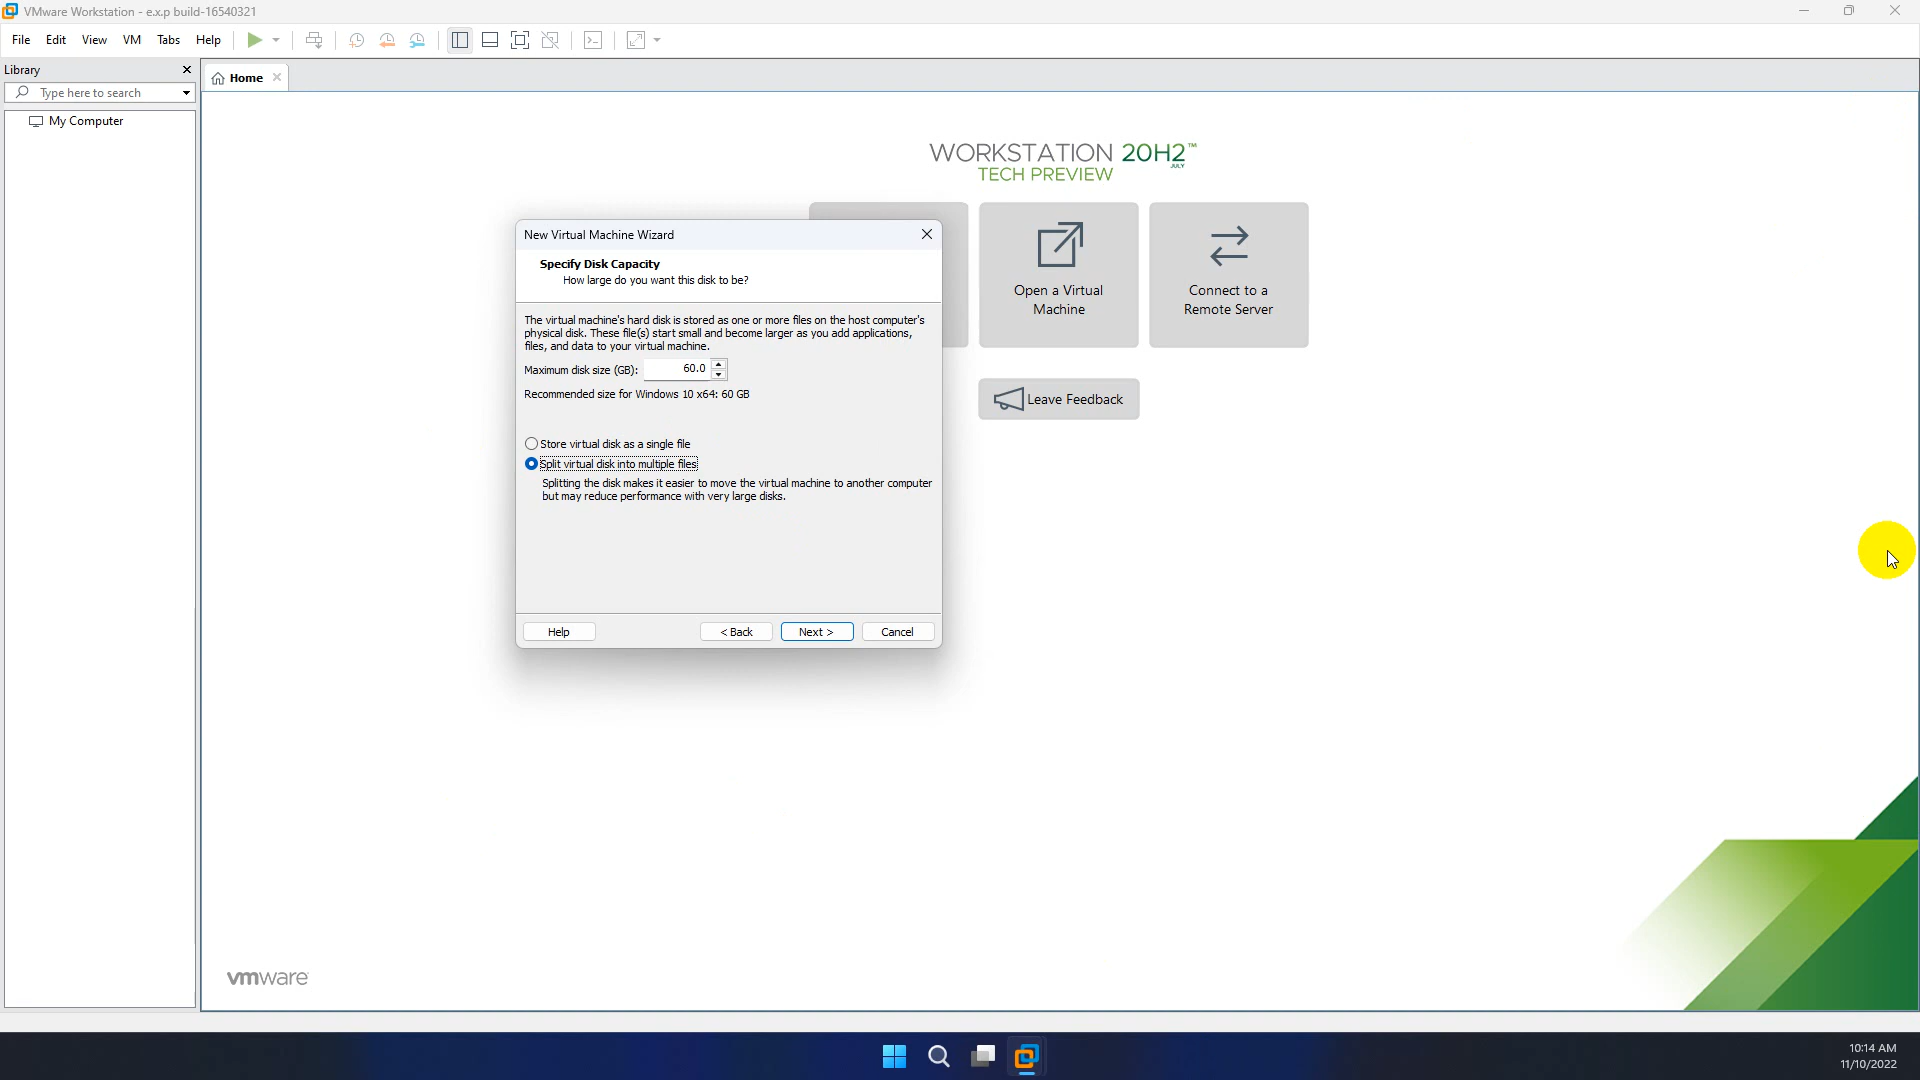 VMware Workstation - e.x.p build-16540321
File Edit View VM Tabs Help
Library
Type here to search
My Computer
Home
WORKSTATION 20H2™
JULY
TECH PREVIEW
New Virtual Machine Wizard
Specify Disk Capacity
How large do you want this disk to be?
The virtual machine's hard disk is stored as one or more files on the host computer's
physical disk. These file(s) start small and become larger as you add applications,
files, and data to your virtual machine.
Maximum disk size (GB): 60.0
Recommended size for Windows 10 x64: 60 GB
Store virtual disk as a single file
Split virtual disk into multiple files
Splitting the disk makes it easier to move the virtual machine to another computer
but may reduce performance with very large disks.
Help < Back Next > Cancel
Open a Virtual
Machine
Connect to a
Remote Server
Leave Feedback
vmware
10:14 AM
11/10/2022